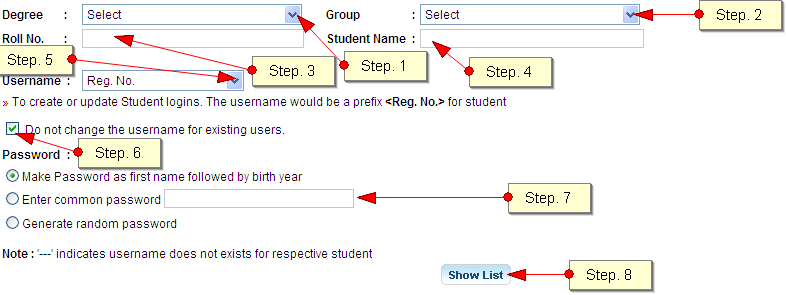 Degree : Select Group : Select Step. 2
Roll No. : Student Name :
Step. 5 Step. 3 Step. 1 Step. 4
Username : Reg. No.
» To create or update Student logins. The username would be a prefix <Reg. No.> for student
Do not change the username for existing users.
Password : Step. 6
Make Password as first name followed by birth year
Enter common password Step. 7
Generate random password
Note : '---' indicates username does not exists for respective student
Show List Step. 8